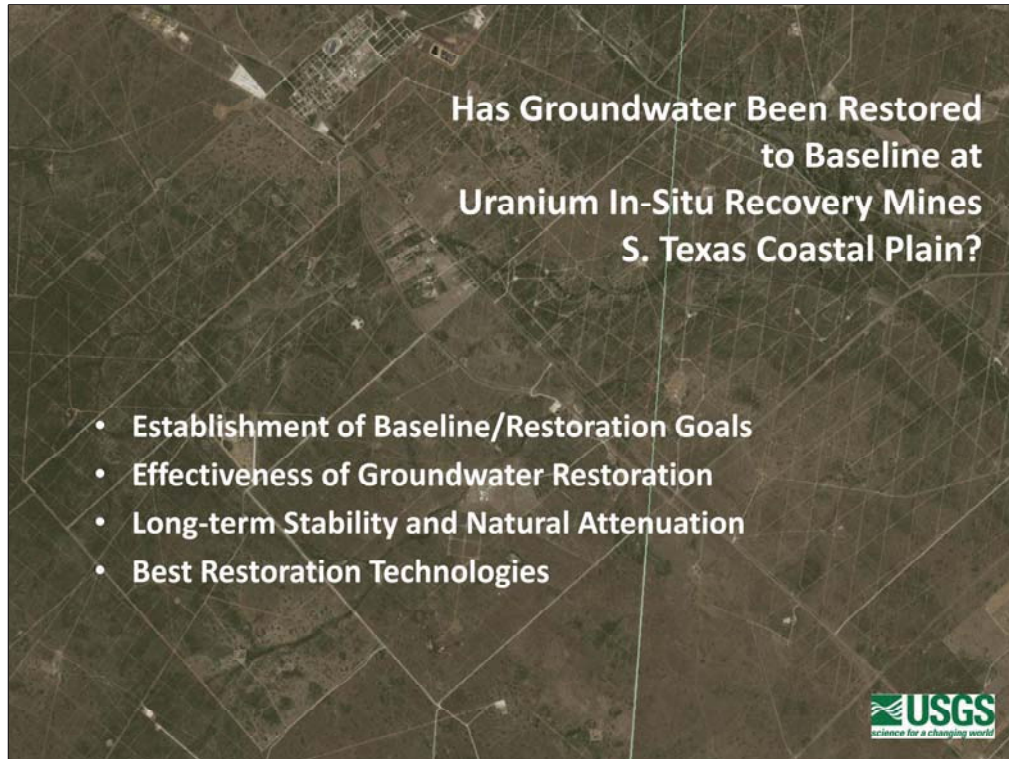 Has Groundwater Been Restored
to Baseline at
Uranium In-Situ Recovery Mines
S. Texas Coastal Plain?
• Establishment of Baseline/Restoration Goals
• Effectiveness of Groundwater Restoration
• Long-term Stability and Natural Attenuation
• Best Restoration Technologies
USGS
science for a changing world